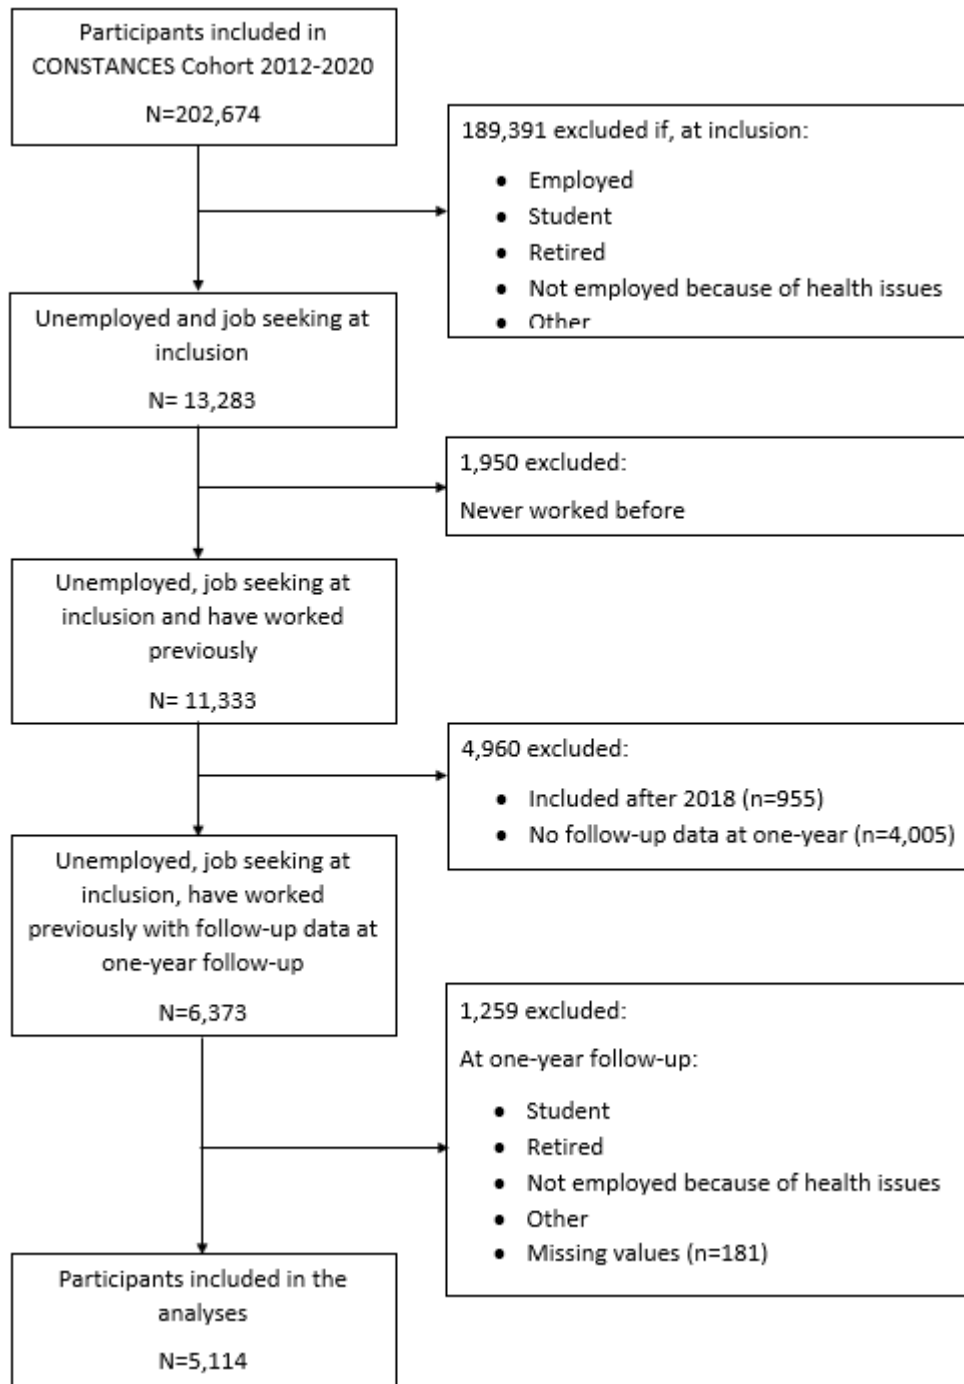 Participants included in
CONSTANCES Cohort 2012-2020
N=202,674
189,391 excluded if, at inclusion:
• Employed
• Student
• Retired
• Not employed because of health issues
• Other
Unemployed and job seeking at
inclusion
N= 13,283
1,950 excluded:
Never worked before
Unemployed, job seeking at
inclusion and have worked
previously
N= 11,333
4,960 excluded:
• Included after 2018 (n=955)
• No follow-up data at one-year (n=4,005)
Unemployed, job seeking at
inclusion, have worked
previously with follow-up data at
one-year follow-up
N=6,373
1,259 excluded:
At one-year follow-up:
• Student
• Retired
• Not employed because of health issues
• Other
• Missing values (n=181)
Participants included in the
analyses
N=5,114